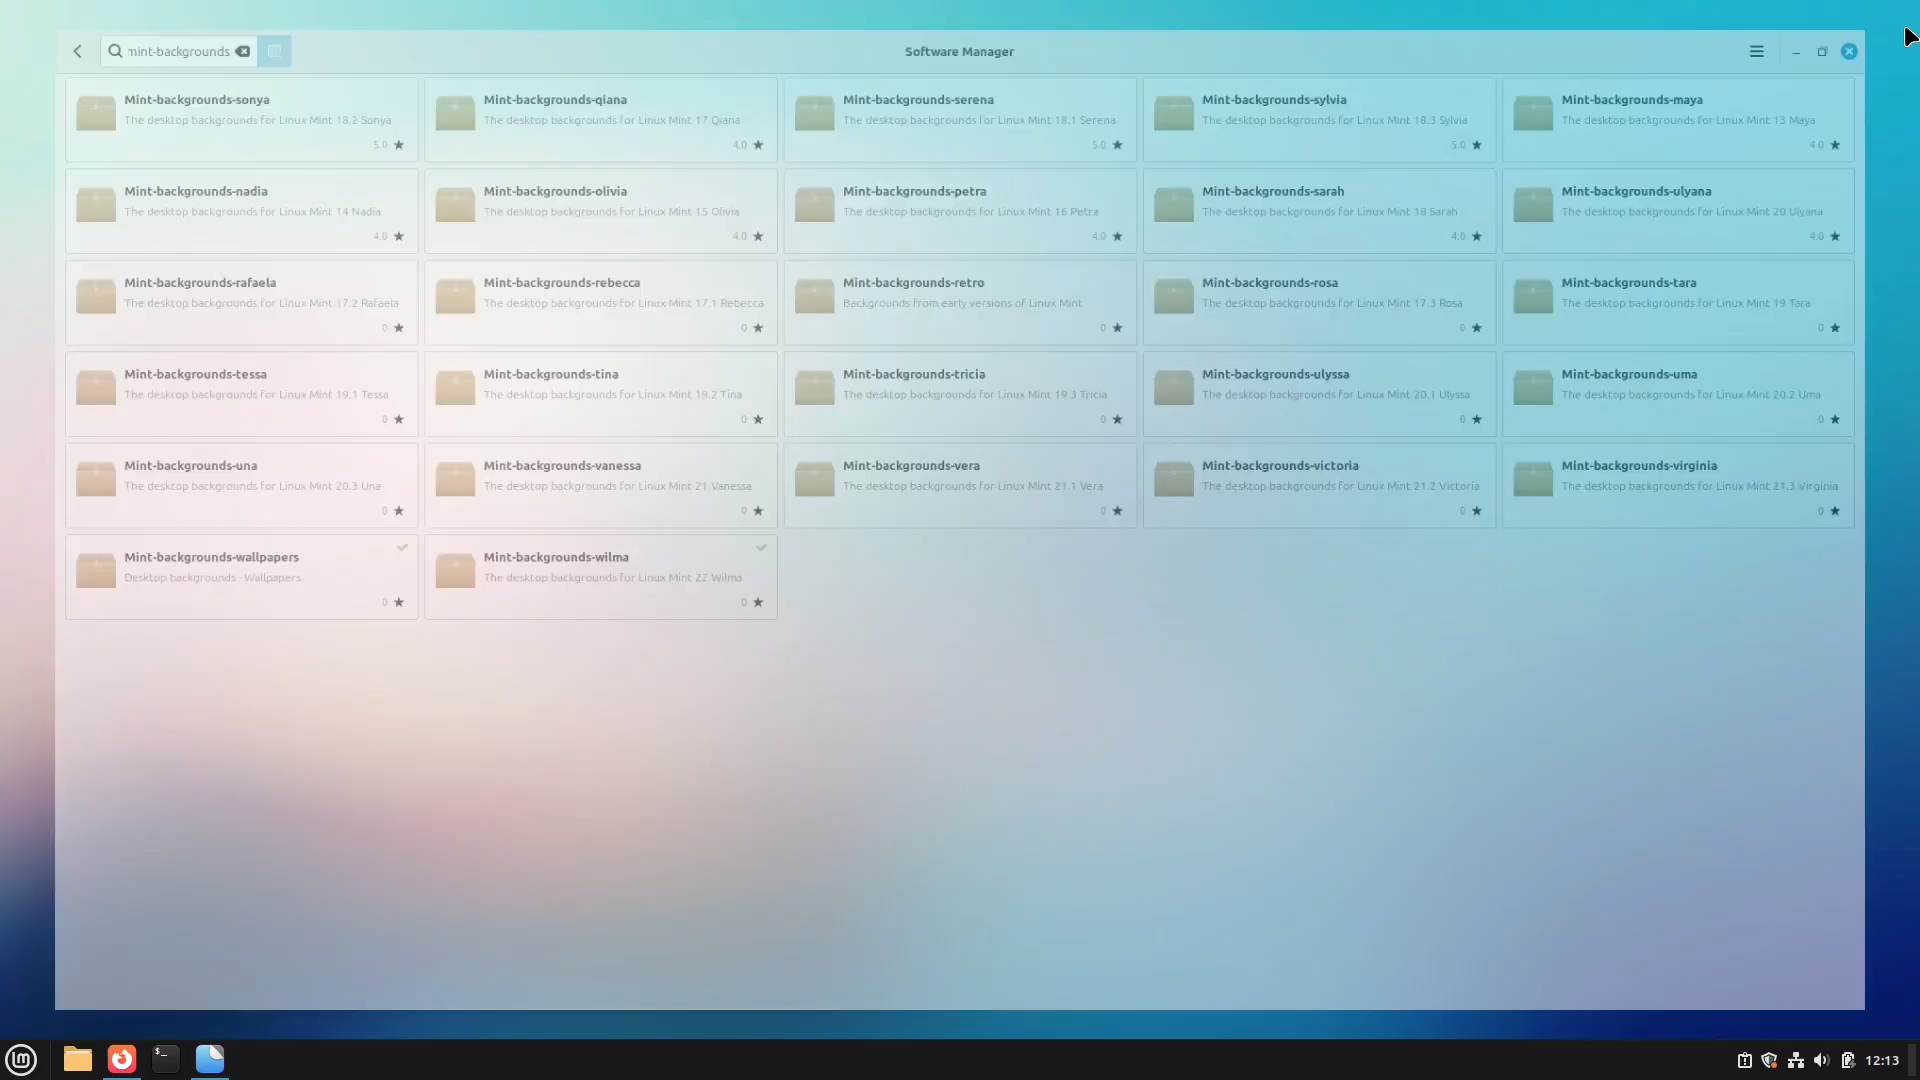 mint-backgrounds
Software Manager
Mint-backgrounds-sonya
The desktop backgrounds for Linux Mint 18.2 Sonya
5.0 ★
Mint-backgrounds-qiana
The desktop backgrounds for Linux Mint 17 Qiana
4.0 ★
Mint-backgrounds-serena
The desktop backgrounds for Linux Mint 18.1 Serena
5.0 ★
Mint-backgrounds-sylvia
The desktop backgrounds for Linux Mint 18.3 Sylvia
5.0 ★
Mint-backgrounds-maya
The desktop backgrounds for Linux Mint 13 Maya
4.0 ★
Mint-backgrounds-nadia
The desktop backgrounds for Linux Mint 14 Nadia
4.0 ★
Mint-backgrounds-olivia
The desktop backgrounds for Linux Mint 15 Olivia
4.0 ★
Mint-backgrounds-petra
The desktop backgrounds for Linux Mint 16 Petra
4.0 ★
Mint-backgrounds-sarah
The desktop backgrounds for Linux Mint 18 Sarah
4.0 ★
Mint-backgrounds-ulyana
The desktop backgrounds for Linux Mint 20 Ulyana
4.0 ★
Mint-backgrounds-rafaela
The desktop backgrounds for Linux Mint 17.2 Rafaela
0 ★
Mint-backgrounds-rebecca
The desktop backgrounds for Linux Mint 17.1 Rebecca
0 ★
Mint-backgrounds-retro
Backgrounds from early versions of Linux Mint
0 ★
Mint-backgrounds-rosa
The desktop backgrounds for Linux Mint 17.3 Rosa
0 ★
Mint-backgrounds-tara
The desktop backgrounds for Linux Mint 19 Tara
0 ★
Mint-backgrounds-tessa
The desktop backgrounds for Linux Mint 19.1 Tessa
0 ★
Mint-backgrounds-tina
The desktop backgrounds for Linux Mint 19.2 Tina
0 ★
Mint-backgrounds-tricia
The desktop backgrounds for Linux Mint 19.3 Tricia
0 ★
Mint-backgrounds-ulyssa
The desktop backgrounds for Linux Mint 20.1 Ulyssa
0 ★
Mint-backgrounds-uma
The desktop backgrounds for Linux Mint 20.2 Uma
0 ★
Mint-backgrounds-una
The desktop backgrounds for Linux Mint 20.3 Una
0 ★
Mint-backgrounds-vanessa
The desktop backgrounds for Linux Mint 21 Vanessa
0 ★
Mint-backgrounds-vera
The desktop backgrounds for Linux Mint 21.1 Vera
0 ★
Mint-backgrounds-victoria
The desktop backgrounds for Linux Mint 21.2 Victoria
0 ★
Mint-backgrounds-virginia
The desktop backgrounds for Linux Mint 21.3 Virginia
0 ★
Mint-backgrounds-wallpapers
Desktop backgrounds - Wallpapers
0 ★
Mint-backgrounds-wilma
The desktop backgrounds for Linux Mint 22 Wilma
0 ★
12:13